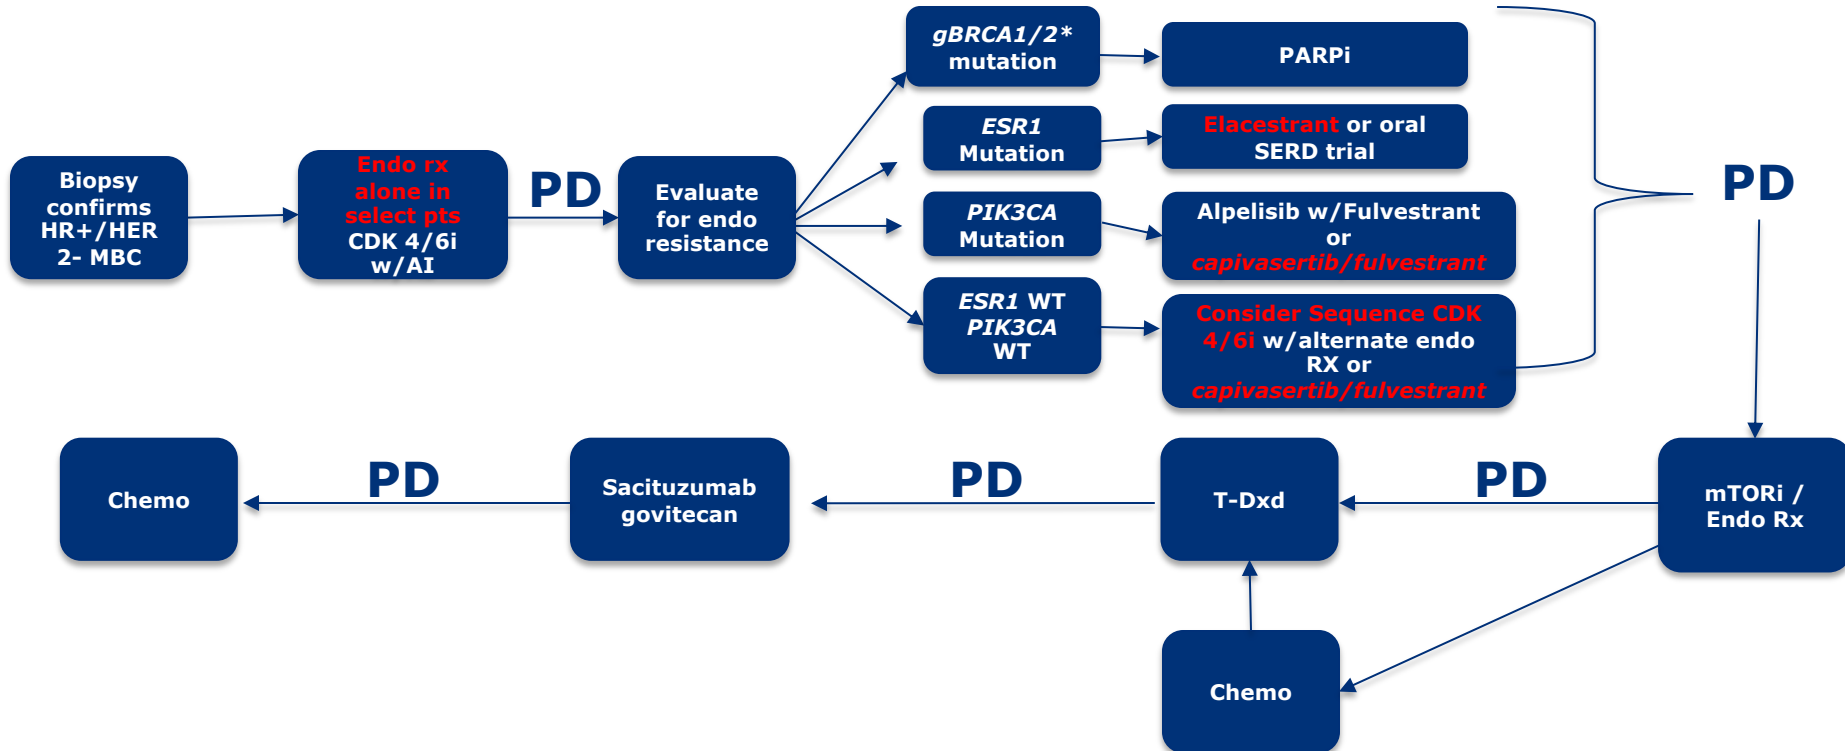 Biopsy
confirms
HR+/HER
2- MBC
Endo rx
alone in
select pts
CDK 4/6i
w/AI
PD
Evaluate
for endo
resistance
gBRCA1/2*
mutation
PARPi
ESR1
Mutation
Elacestrant or oral
SERD trial
PIK3CA
Mutation
Alpelisib w/Fulvestrant
or
capivasertib/fulvestrant
ESR1 WT
PIK3CA
WT
Consider Sequence CDK
4/6i w/alternate endo
RX or
capivasertib/fulvestrant
PD
mTORi /
Endo Rx
PD
T-Dxd
Chemo
PD
Sacituzumab
govitecan
PD
Chemo